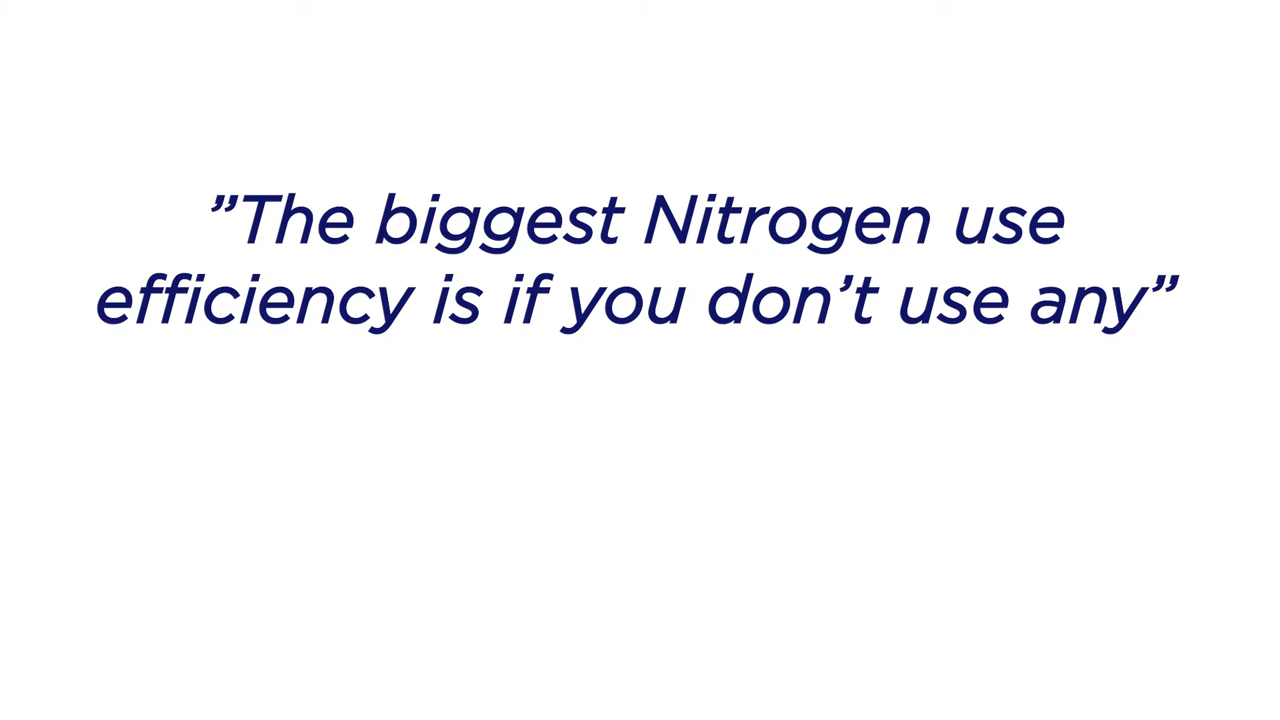 ”The biggest Nitrogen use
efficiency is if you don’t use any”